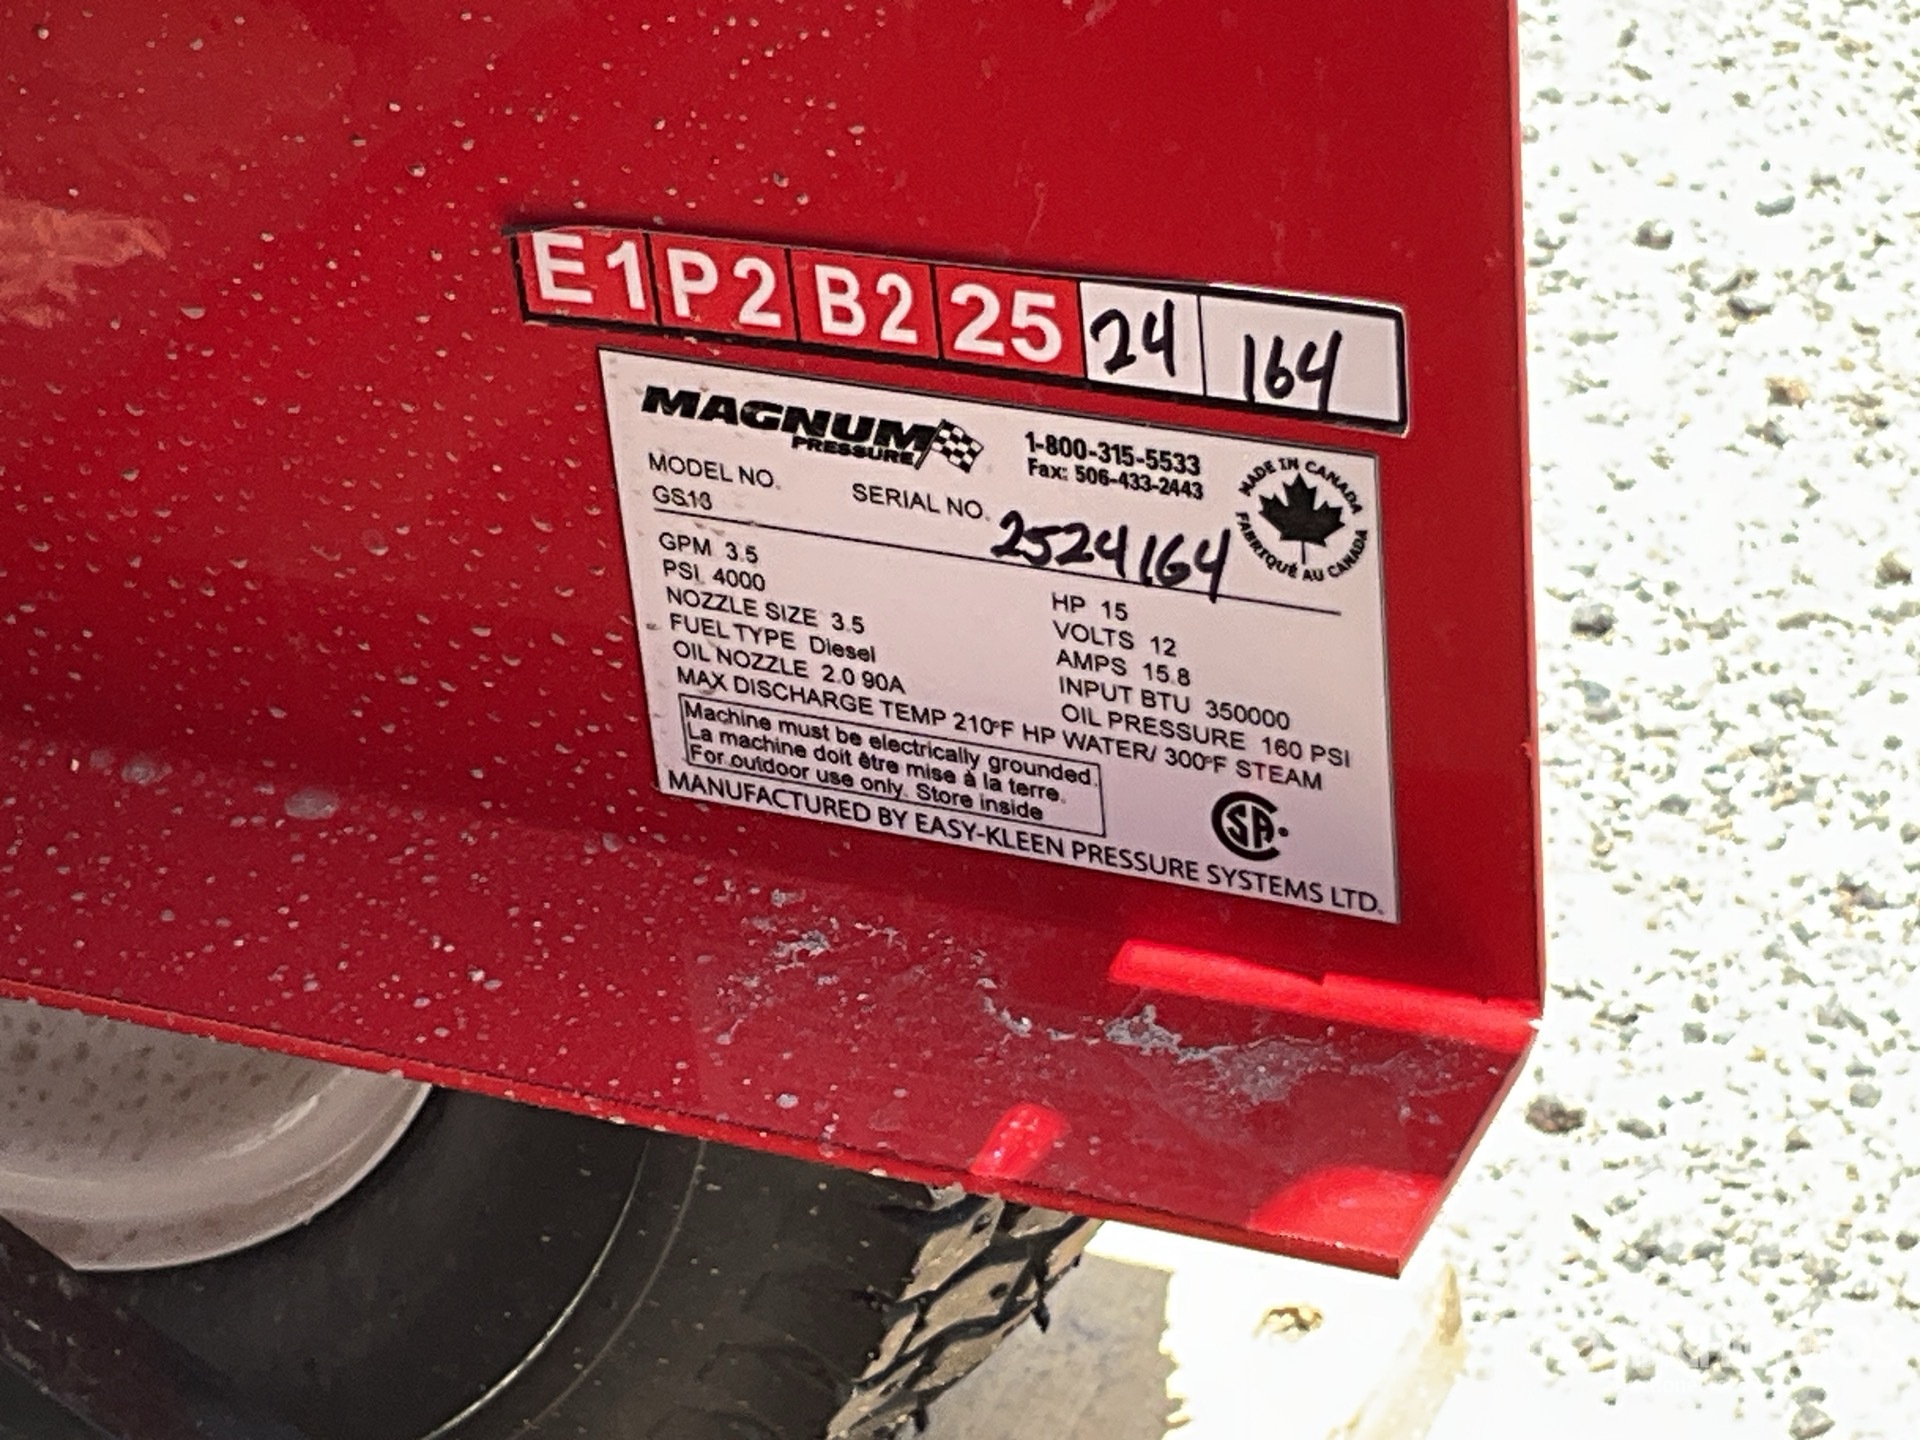 E1 P2 B2 25 24 164
MAGNUM
PRESSURE
1-800-315-5533
Fax: 506-433-2443
MADE IN CANADA
FABRIQUÉ AU CANADA
MODEL NO.
SERIAL NO. 2524164
GPM 3.5
PSI 4000
NOZZLE SIZE 3.5
FUEL TYPE Diesel
OIL NOZZLE 2.0 90A
HP 15
VOLTS 12
AMPS 15.8
INPUT BTU 350000
OIL PRESSURE 160 PSI
MAX DISCHARGE TEMP 210°F HP WATER/ 300°F STEAM
Machine must be electrically grounded.
La machine doit être mise à la terre.
For outdoor use only. Store inside
SA
MANUFACTURED BY EASY-KLEEN PRESSURE SYSTEMS LTD.